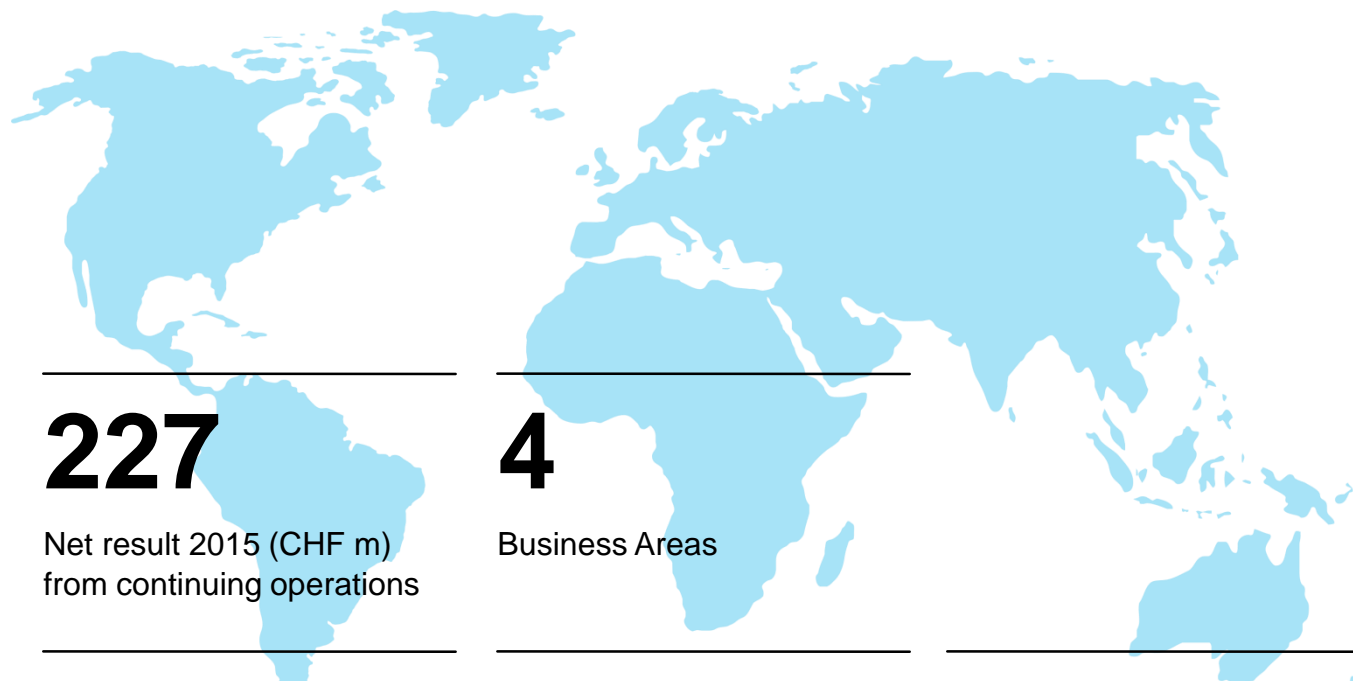 227
Net result 2015 (CHF m)
from continuing operations
4
Business Areas